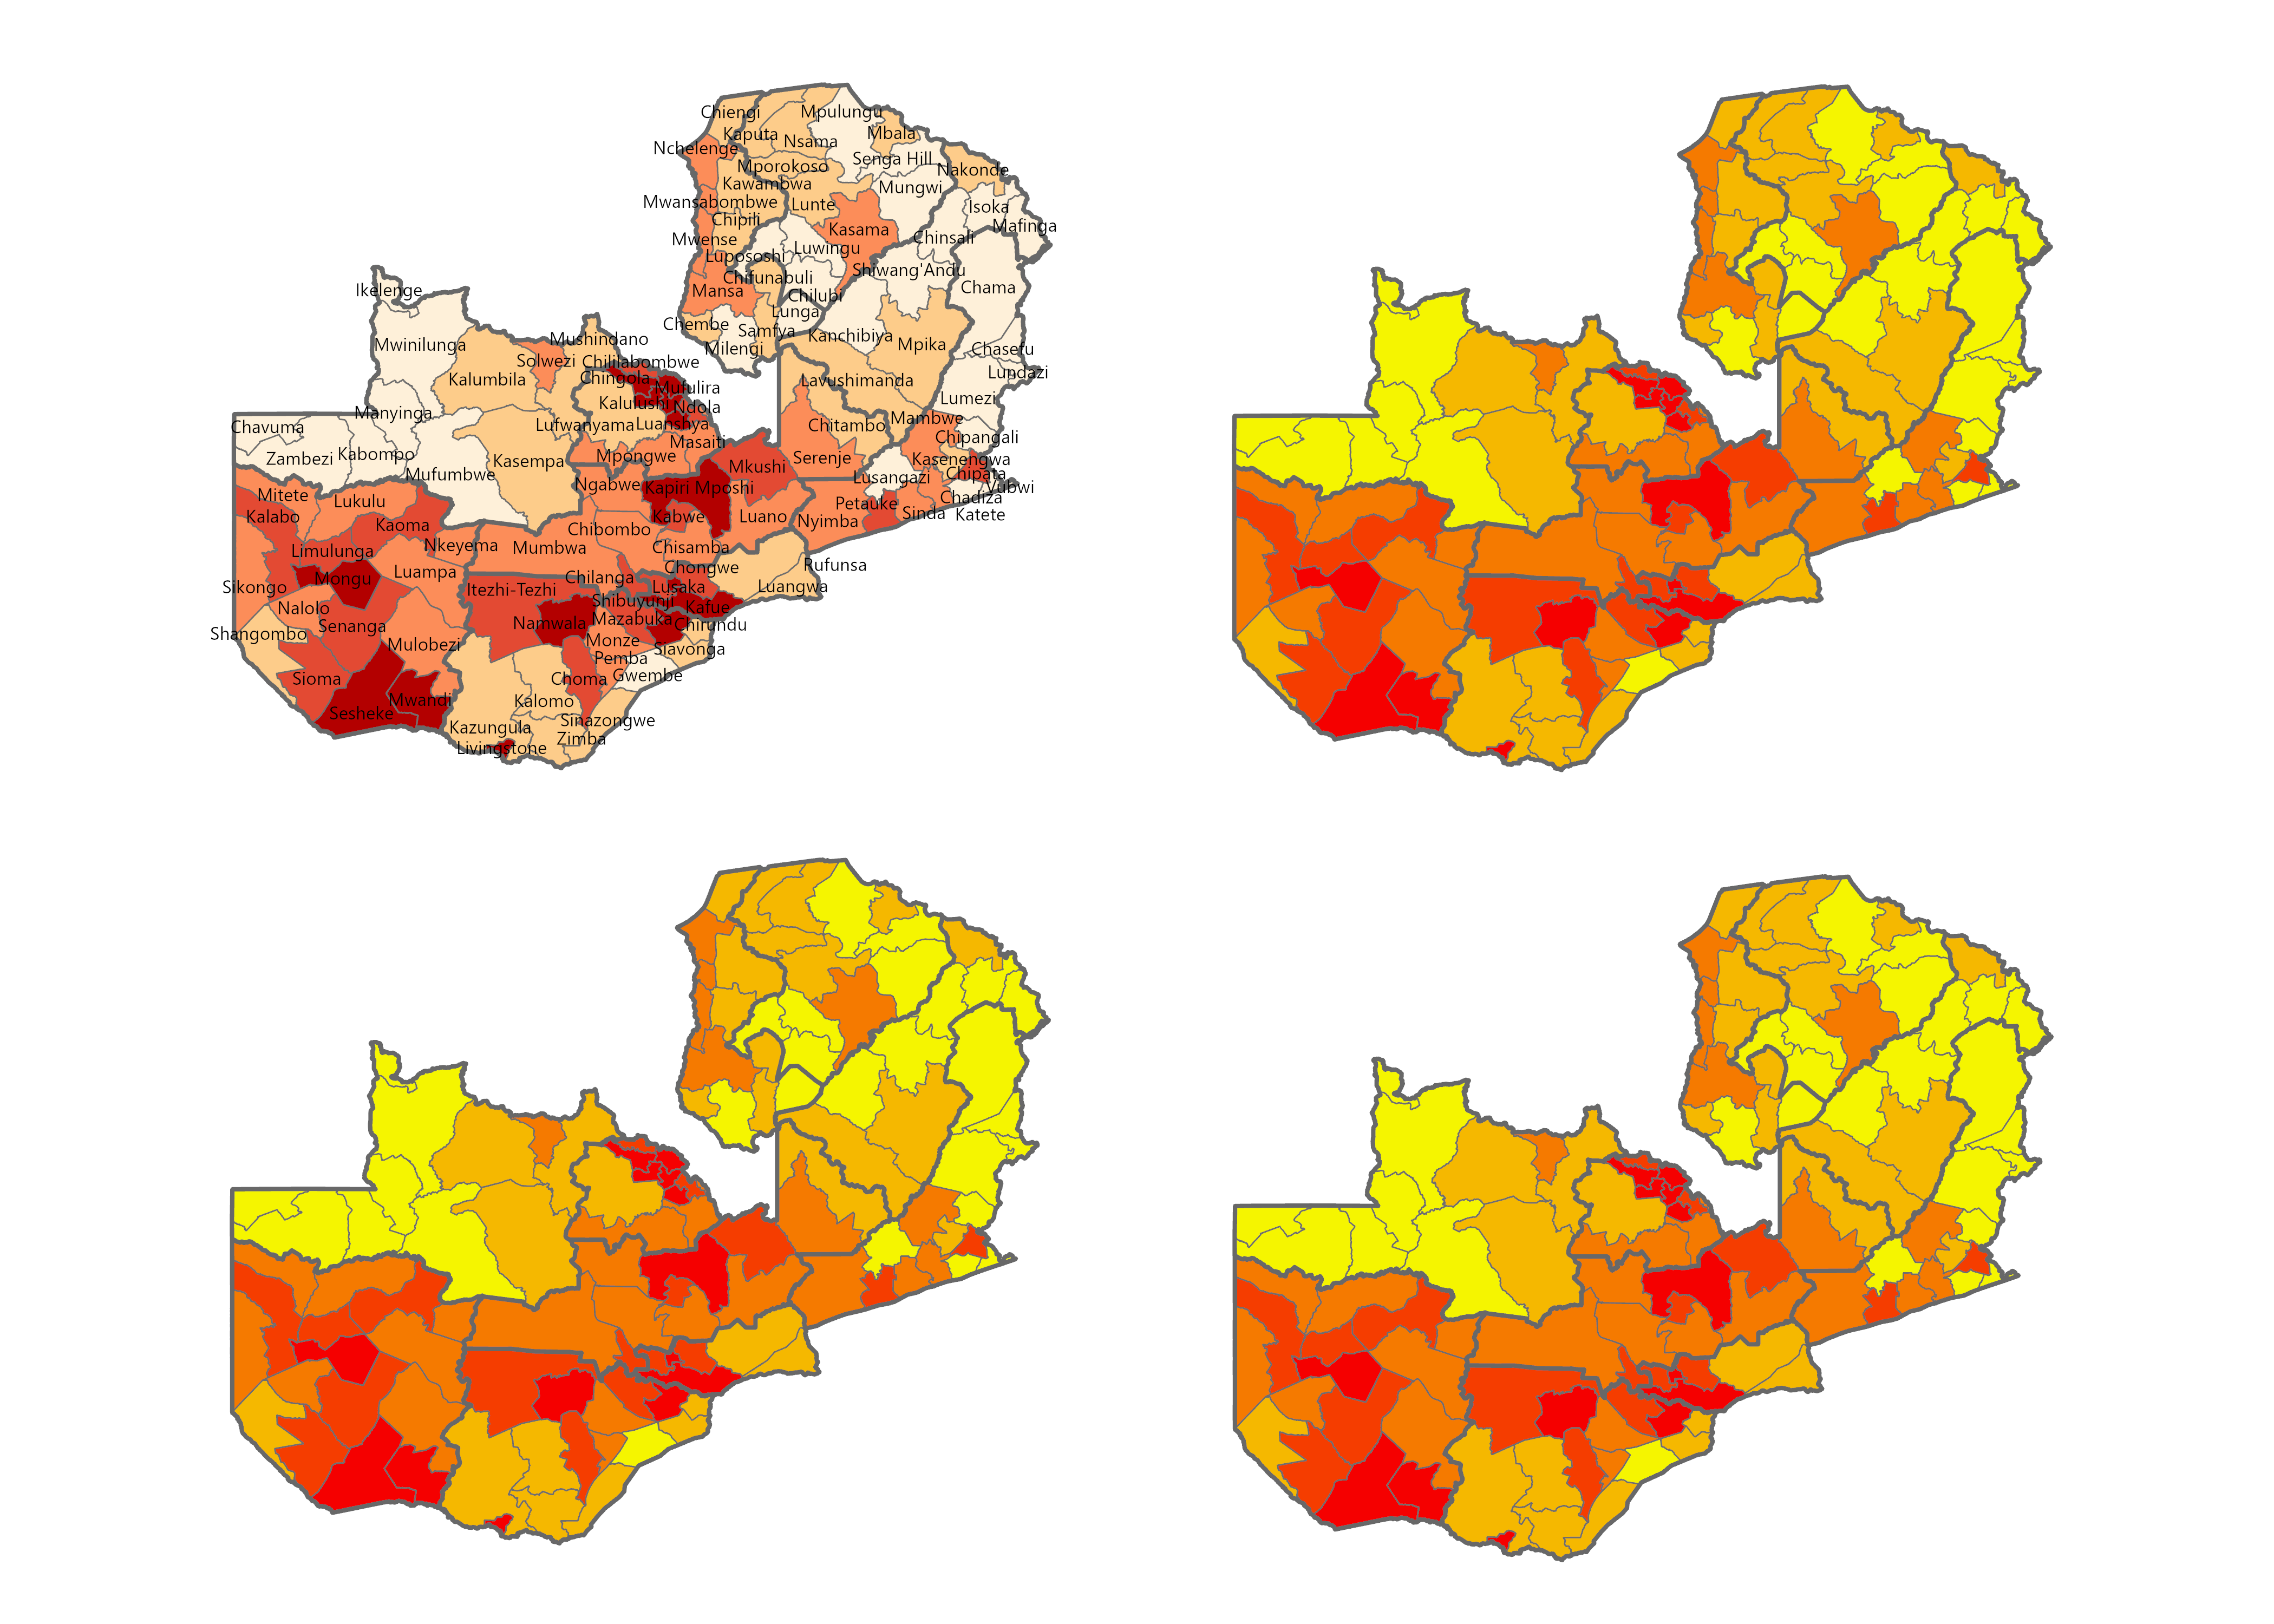 Chiengi
Mpulungu
Kaputa
Nsama
Mbala
Nchelenge
Senga Hill
Mporokoso
Nakonde
Kawambwa
Mungwi
Mwansabombwe
Lunte
Isoka
Chipili
Mafinga
Kasama
Mwense
Chinsali
Luwingu
Lupososhi
Shiwang'Andu
Chifunabuli
Chama
Ikelenge
Mansa
Chilubi
Lunga
Chembe
Samfya
Kanchibiya
Mushindano
Mwinilunga
Mpika
Milengi
Chasefu
Solwezi
Chililabombwe
Lundazi
Kalumbila
Chingola
Lavushimanda
Mufulira
Lumezi
Kalulushi
Ndola
Manyinga
Mambwe
Chavuma
Lufwanyama
Luanshya
Chitambo
Chipangali
Masaiti
Kabompo
Zambezi
Mpongwe
Serenje
Kasenengwa
Kasempa
Mkushi
Mufumbwe
Chipata
Lusangazi
Ngabwe
Kapiri Mposhi
Vubwi
Mitete
Lukulu
Chadiza
Petauke
Kalabo
Kabwe
Luano
Sinda
Katete
Kaoma
Nyimba
Chibombo
Nkeyema
Mumbwa
Chisamba
Limulunga
Rufunsa
Chongwe
Luampa
Mongu
Chilanga
Sikongo
Itezhi-Tezhi
Lusaka
Luangwa
Shibuyunji
Nalolo
Kafue
Mazabuka
Namwala
Senanga
Chirundu
Shangombo
Monze
Mulobezi
Siavonga
Pemba
Gwembe
Sioma
Choma
Mwandi
Kalomo
Sesheke
Sinazongwe
Kazungula
Zimba
Livingstone